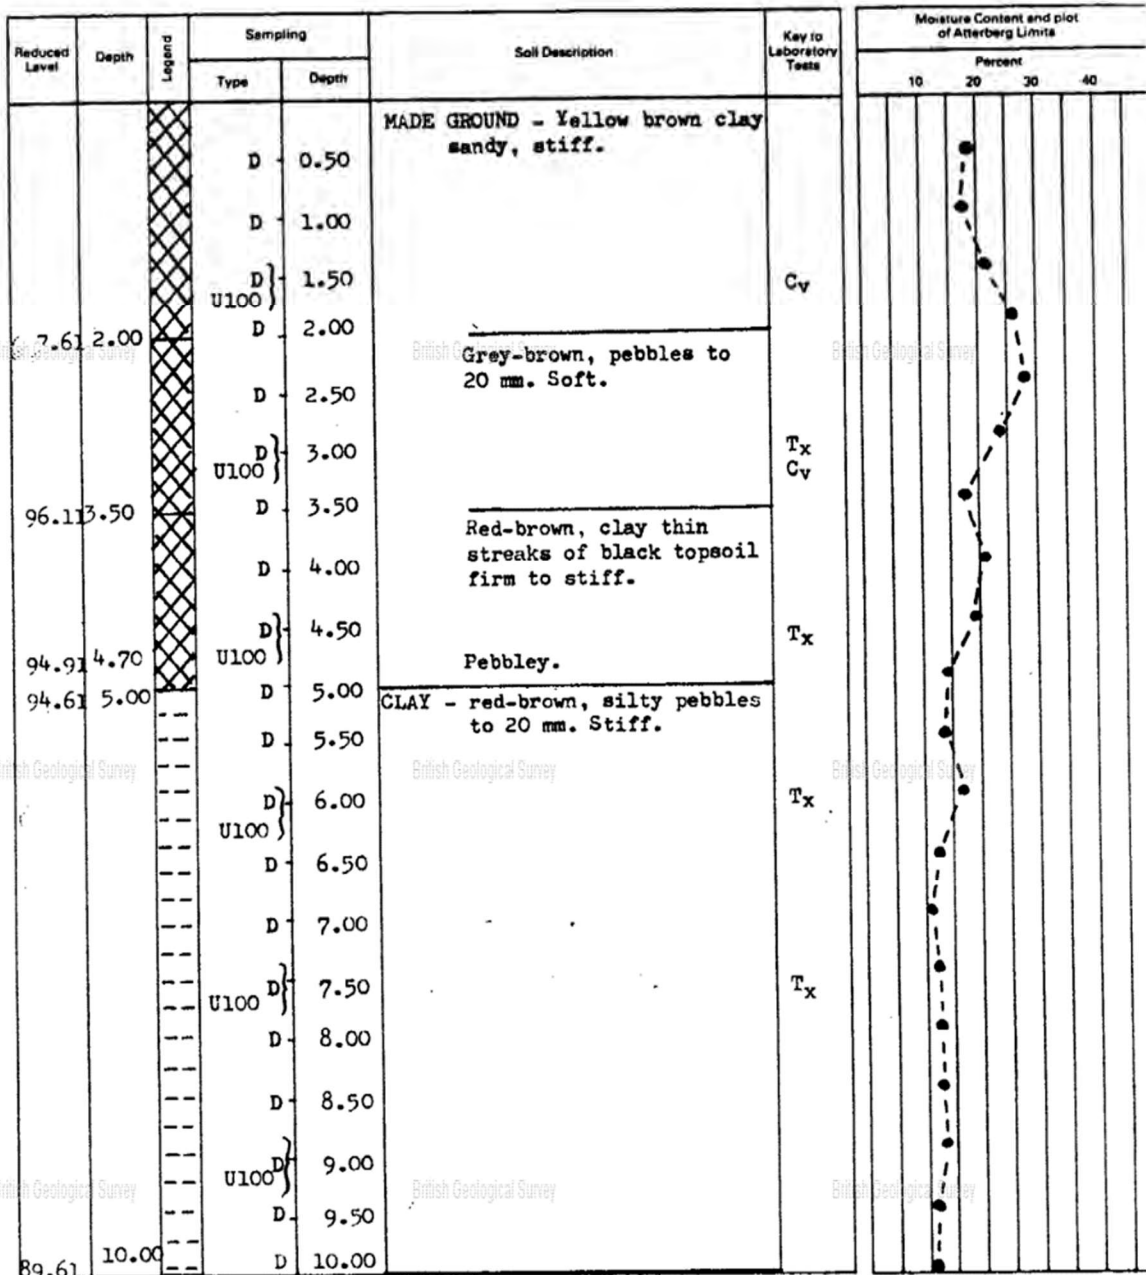 Reduced Level
Depth
Legend
Sampling
Type
Depth
Soil Description
Key to Laboratory Tests
Moisture Content and plot of Atterberg Limits
Percent
10 20 30 40
MADE GROUND - Yellow brown clay
sandy, stiff.
D 0.50
D 1.00
D 1.50 Cv
U100
D 2.00
7.61 2.00
British Geological Survey British Geological Survey
Grey-brown, pebbles to
20 mm. Soft.
D 2.50
D 3.00 Tx
U100 Cv
D 3.50
96.11 3.50
Red-brown, clay thin
streaks of black topsoil
firm to stiff.
D 4.00
D 4.50 Tx
U100
94.91 4.70 Pebbley.
94.61 5.00 D 5.00
CLAY - red-brown, silty pebbles
to 20 mm. Stiff.
D 5.50
British Geological Survey British Geological Survey British Geological Survey
D 6.00 Tx
U100
D 6.50
D 7.00
D 7.50 Tx
U100
D 8.00
D 8.50
D 9.00
U100
British Geological Survey British Geological Survey British Geological Survey
D 9.50
89.61 10.00 D 10.00